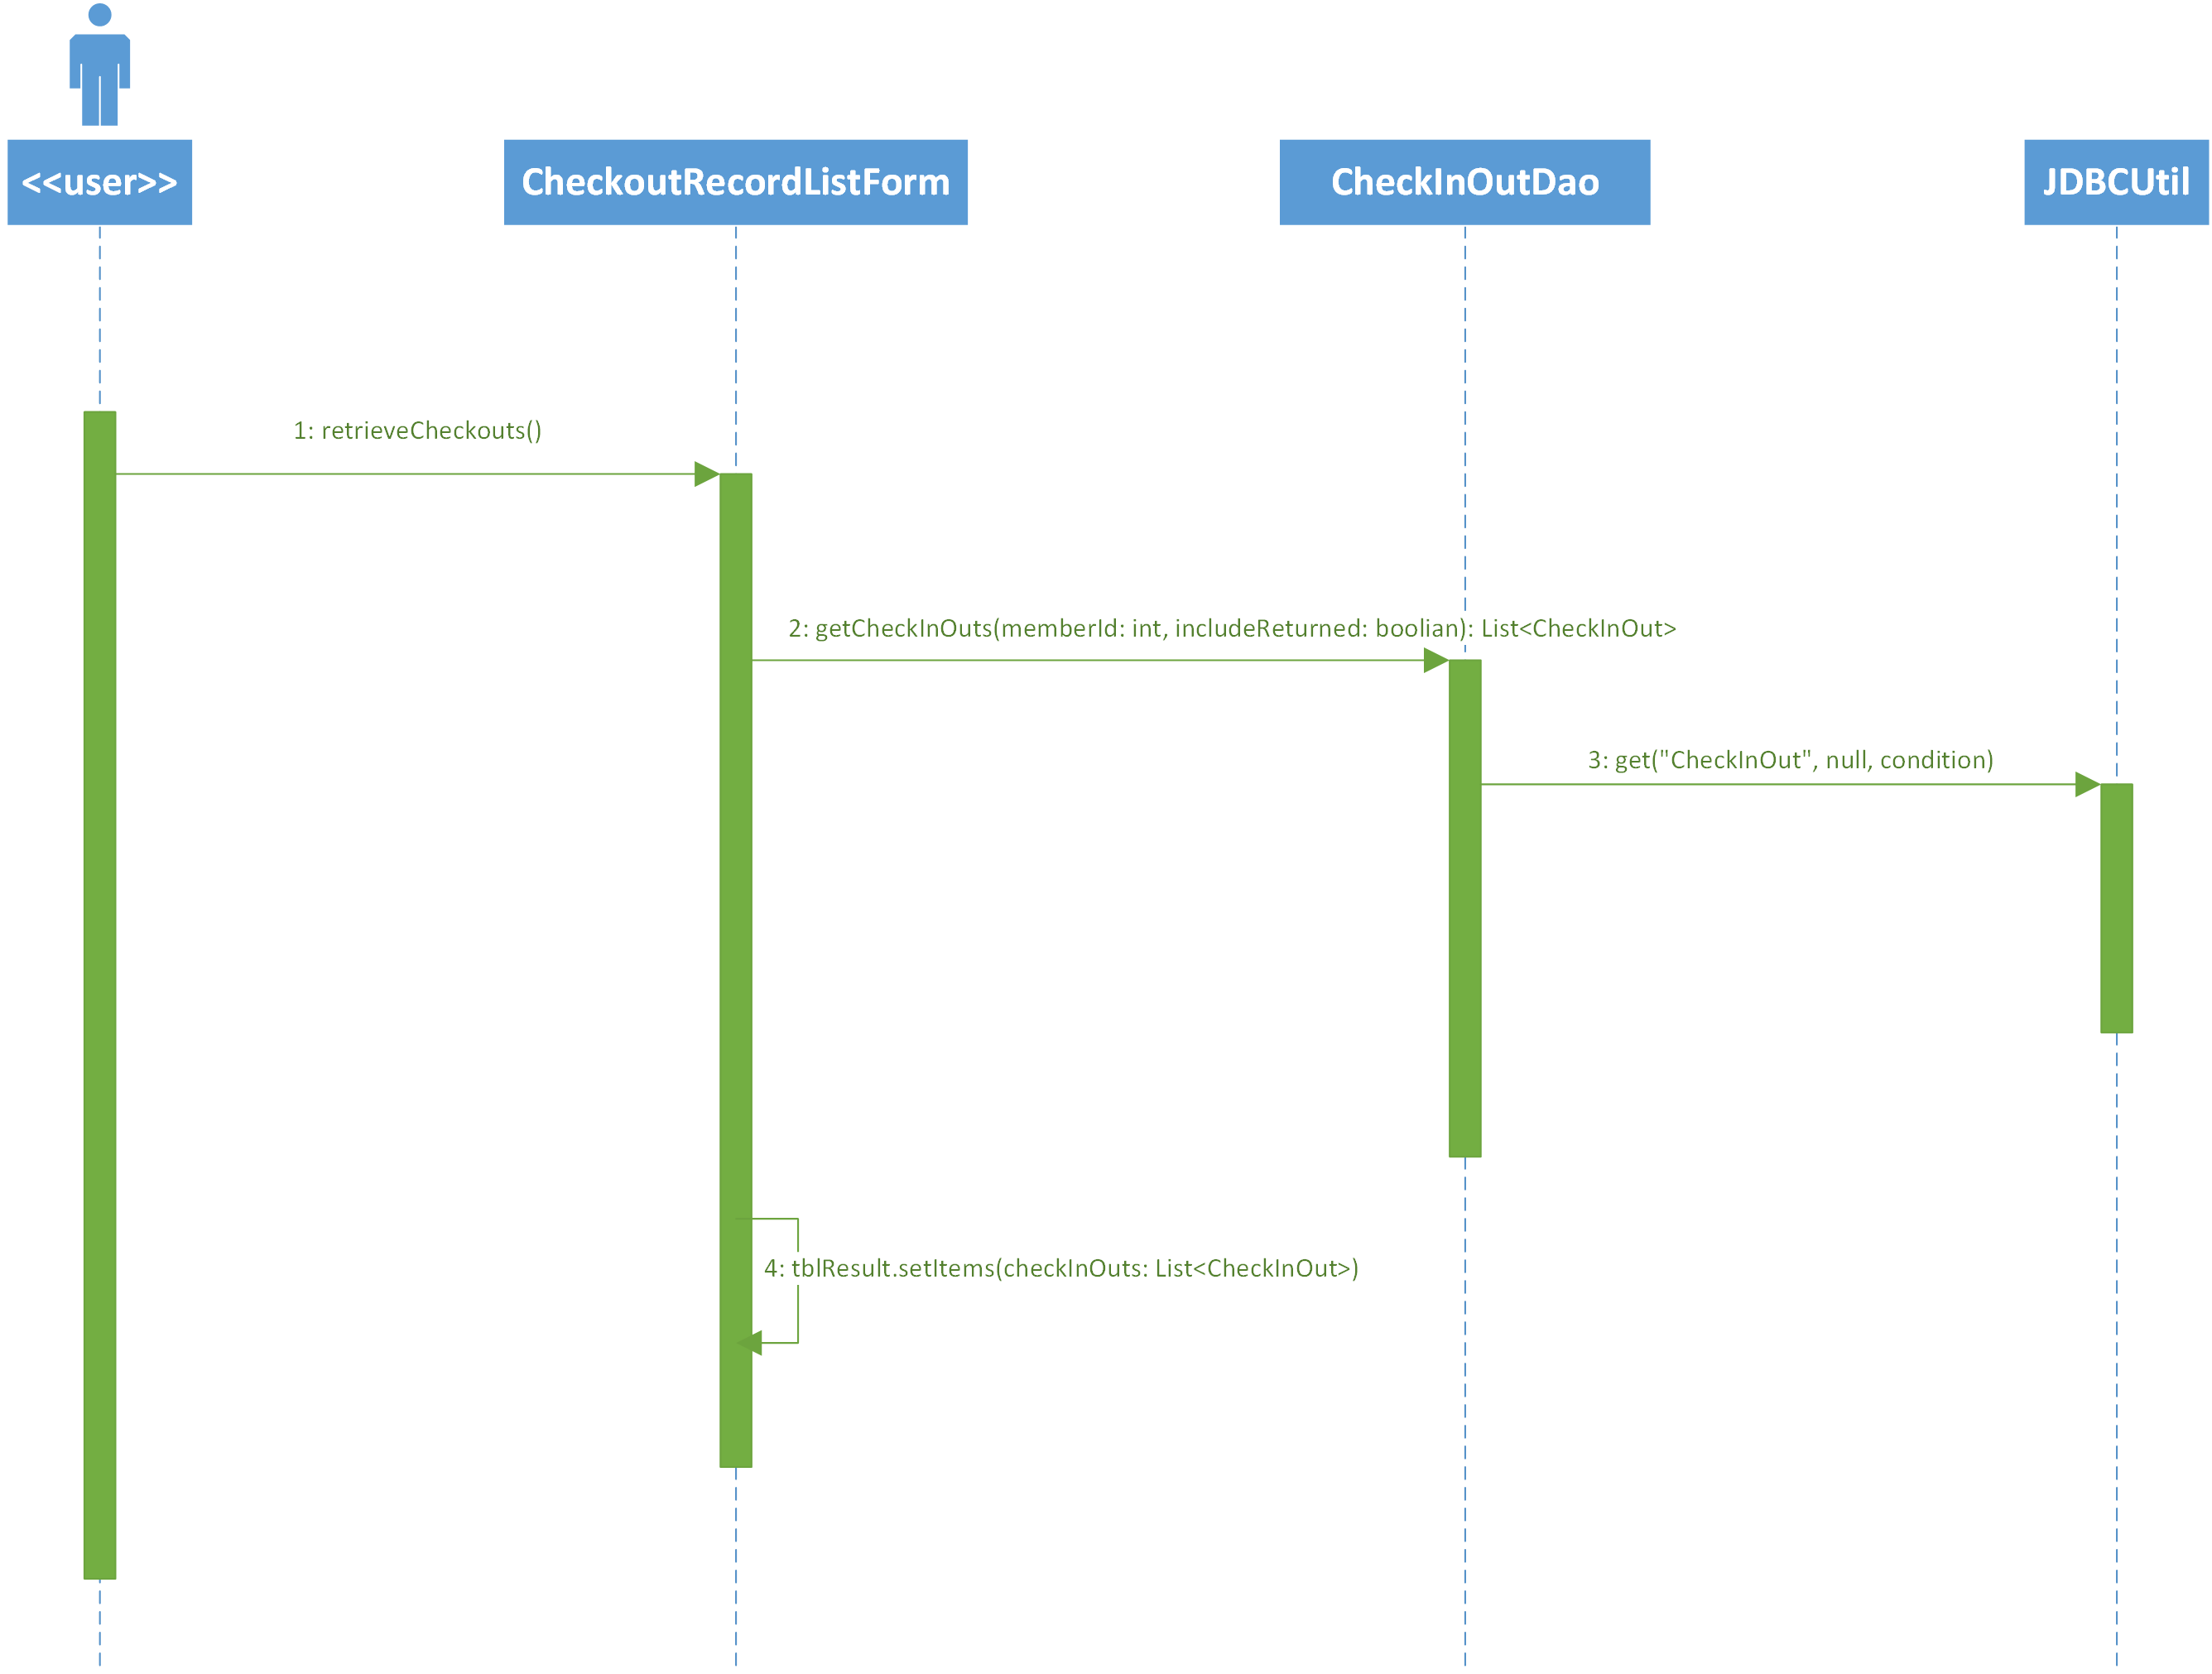 <<user>>
CheckoutRecordListForm
CheckInOutDao
JDBCUtil
1: retrieveCheckouts()
2: getCheckInOuts(memberId: int, includeReturned: boolian): List<CheckInOut>
3: get("CheckInOut", null, condition)
4: tblResult.setItems(checkInOuts: List<CheckInOut>)